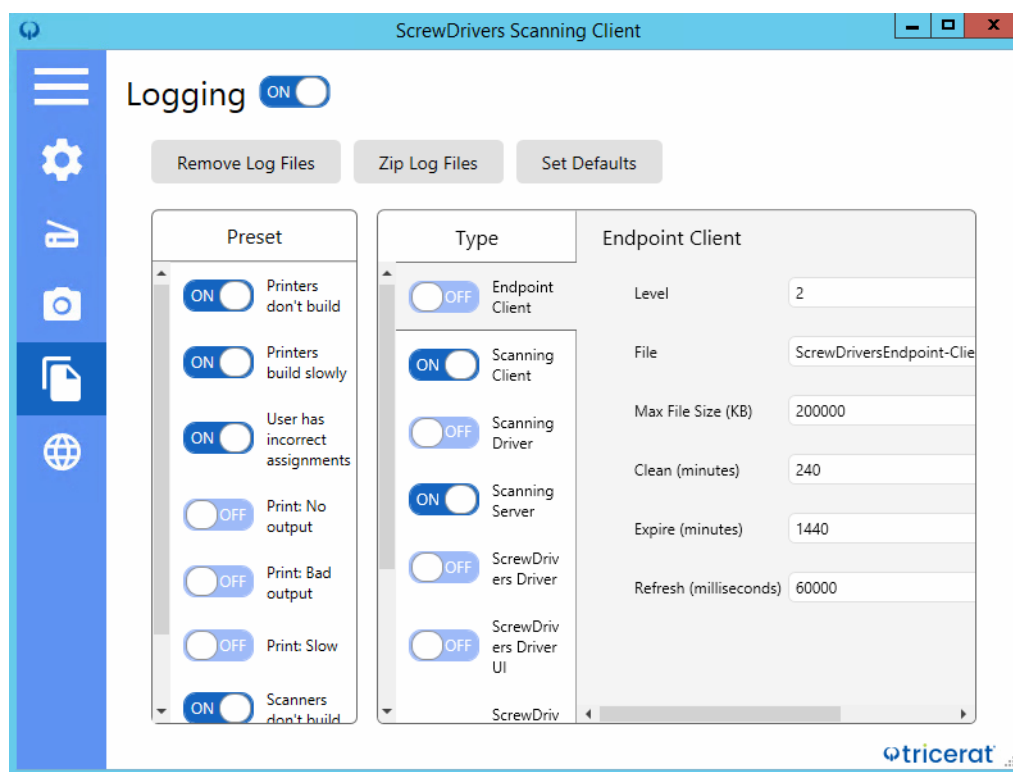 ScrewDrivers Scanning Client
Logging ON
Remove Log Files
Zip Log Files
Set Defaults
Preset
ON Printers
don't build
ON Printers
build slowly
ON User has
incorrect
assignments
OFF Print: No
output
OFF Print: Bad
output
OFF Print: Slow
ON Scanners
don't build
Type
OFF Endpoint
Client
ON Scanning
Client
OFF Scanning
Driver
ON Scanning
Server
OFF ScrewDriv
ers Driver
OFF ScrewDriv
ers Driver
UI
ScrewDriv
Endpoint Client
Level 2
File ScrewDriversEndpoint-Clie
Max File Size (KB) 200000
Clean (minutes) 240
Expire (minutes) 1440
Refresh (milliseconds) 60000
tricerat